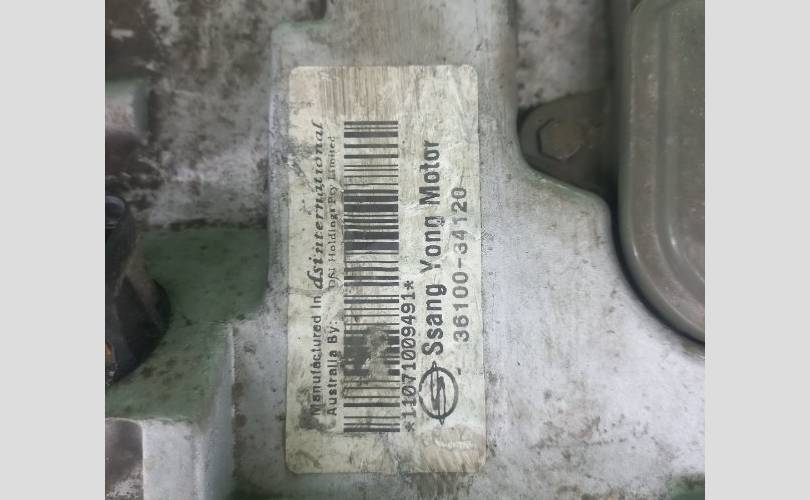 Manufactured In dsi international
Australia By: DSI Holdings Pty Limited
*11071009491*
Ssang Yong Motor
36100-34120